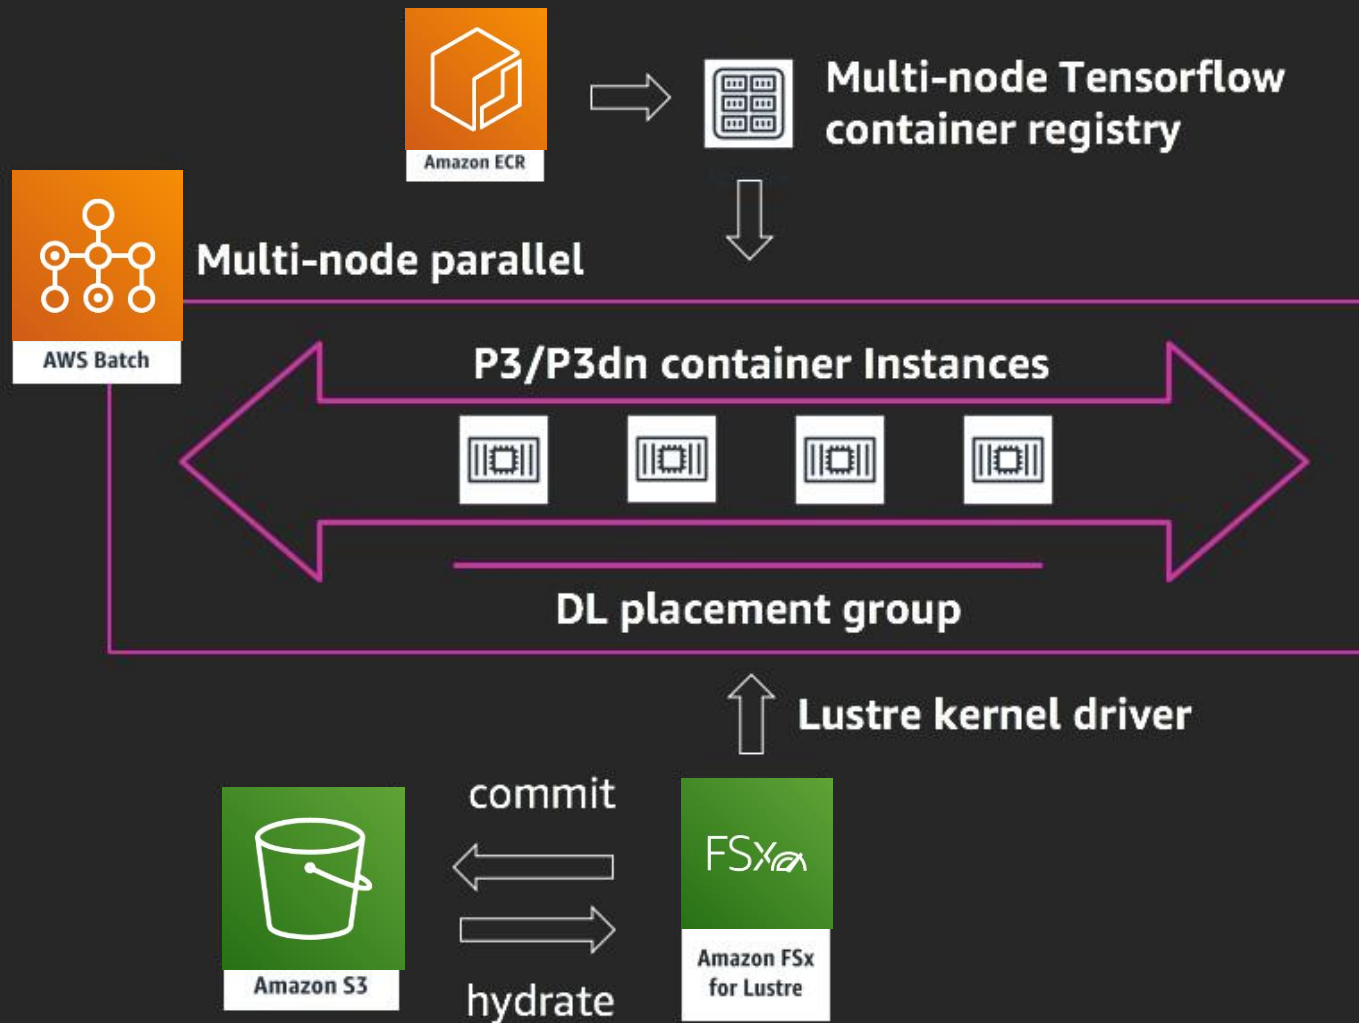 Amazon ECR
Multi-node Tensorflow
container registry
AWS Batch
Multi-node parallel
P3/P3dn container Instances
DL placement group
Lustre kernel driver
Amazon S3
commit
hydrate
FSx
Amazon FSx
for Lustre